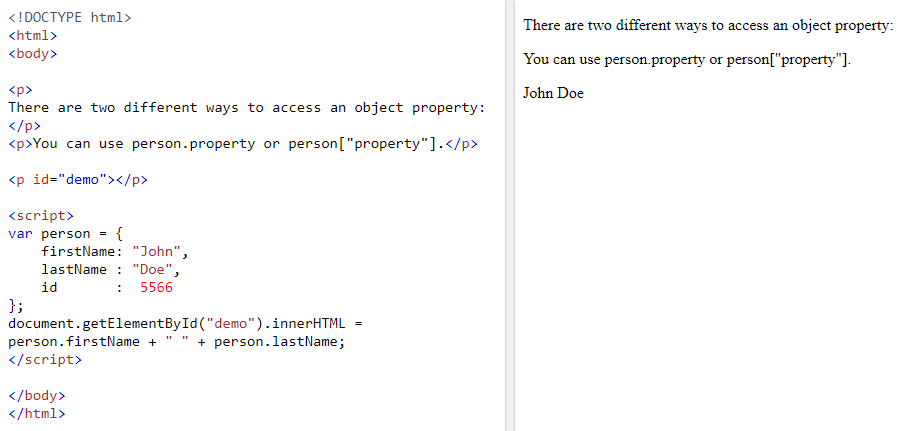 <!DOCTYPE html>
<html>
<body>

<p>
There are two different ways to access an object property:
</p>
<p>You can use person.property or person["property"].</p>

<p id="demo"></p>

<script>
var person = {
    firstName: "John",
    lastName : "Doe",
    id       :  5566
};
document.getElementById("demo").innerHTML =
person.firstName + " " + person.lastName;
</script>

</body>
</html>
There are two different ways to access an object property:
You can use person.property or person["property"].
John Doe